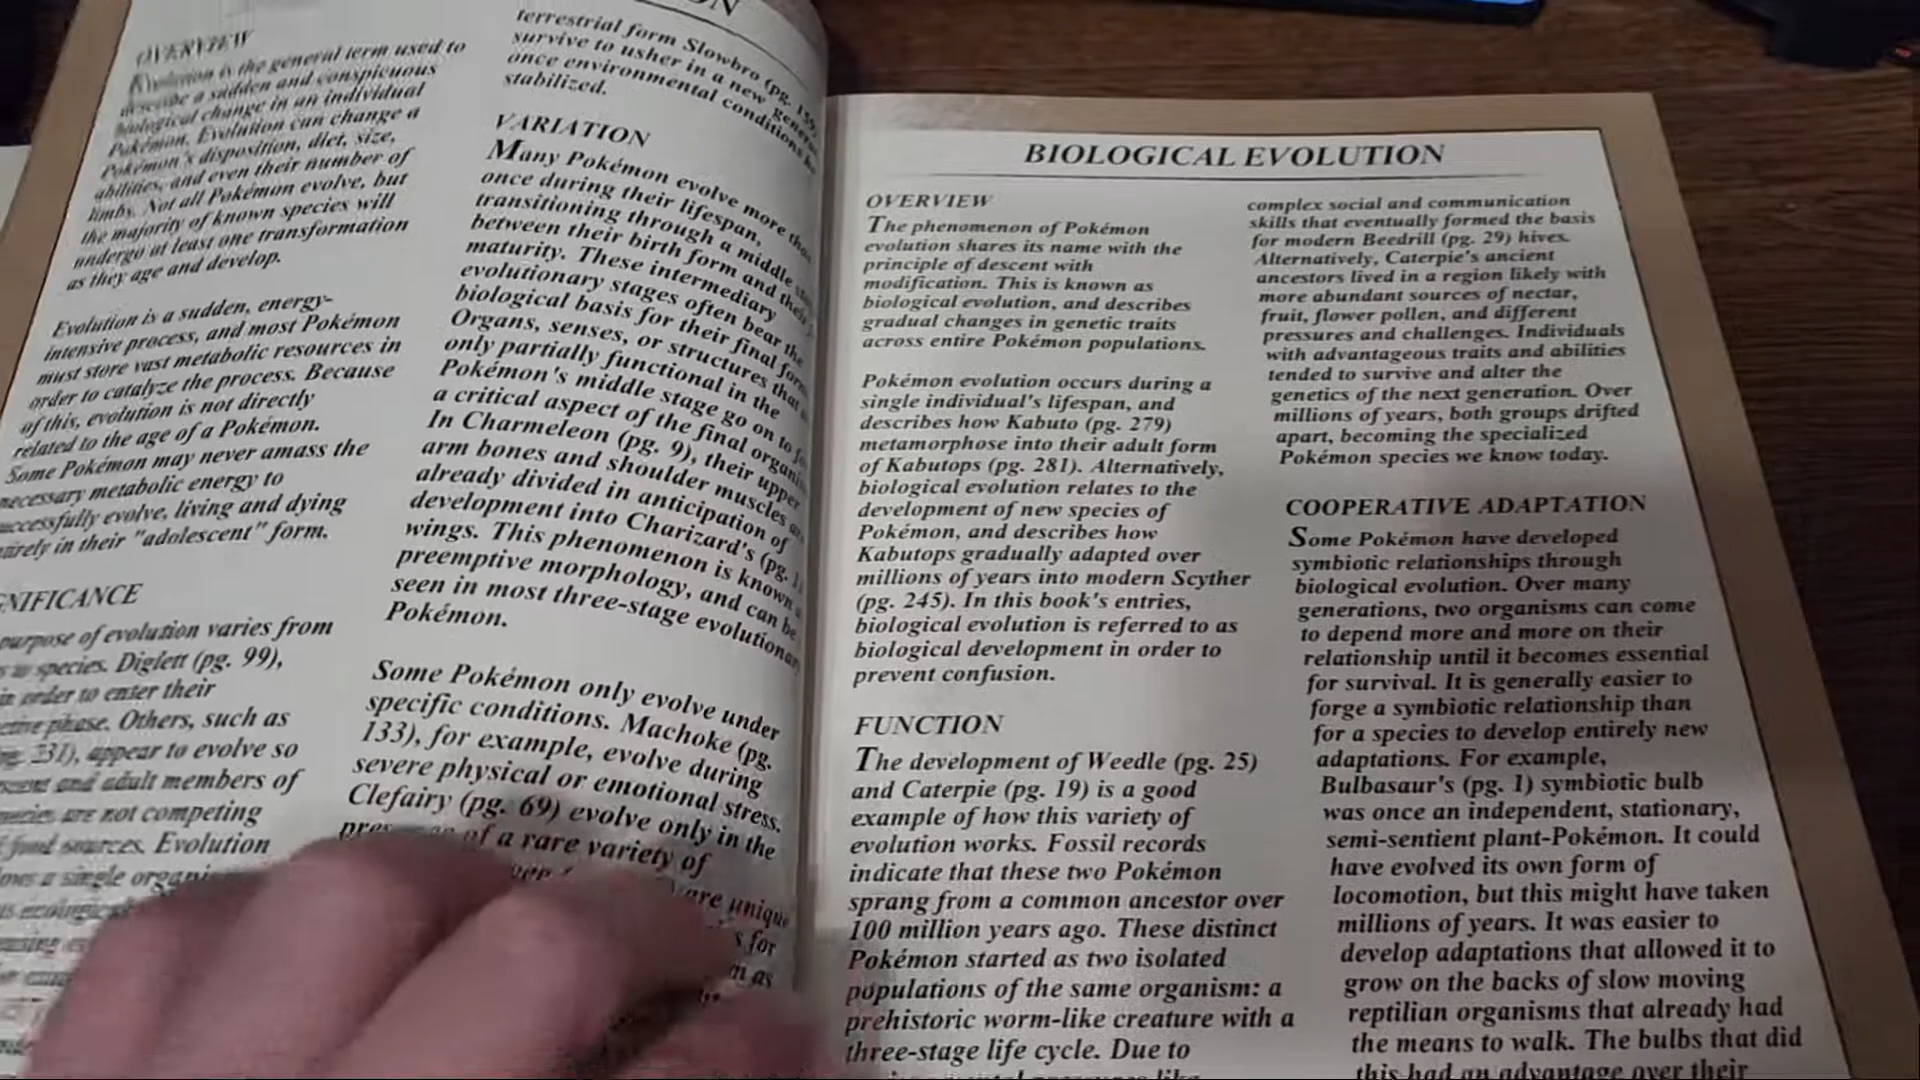 ON
OVERVIEW
Evolution is the general term used to
describe a sudden and conspicuous
biological change in an individual
Pokémon. Evolution can change a
Pokémon's disposition, diet, size,
abilities, and even their number of
limbs. Not all Pokémon evolve, but
the majority of known species will
undergo at least one transformation
as they age and develop.
Evolution is a sudden, energy-
intensive process, and most Pokémon
must store vast metabolic resources in
order to catalyze the process. Because
of this, evolution is not directly
related to the age of a Pokémon.
Some Pokémon may never amass the
necessary metabolic energy to
successfully evolve, living and dying
entirely in their "adolescent" form.
GNIFICANCE
purpose of evolution varies from
species. Diglett (pg. 99),
in order to enter their
phase. Others, such as
231), appear to evolve so
and adult members of
are not competing
food sources. Evolution
a single
terrestrial form Slowbro (pg. 159)
survive to usher in a new
once environmental conditions
stabilized.
VARIATION
Many Pokémon evolve more than
once during their lifespan,
transitioning through a middle
between their birth form and their
maturity. These intermediary
evolutionary stages often bear the
biological basis for their final form.
Organs, senses, or structures that
only partially functional in the
Pokémon's middle stage go on to
a critical aspect of the final
In Charmeleon (pg. 9), their upper
arm bones and shoulder muscles
already divided in anticipation of
development into Charizard's (pg.
wings. This phenomenon is known
preemptive morphology, and can be
seen in most three-stage evolutionary
Pokémon.
Some Pokémon only evolve under
specific conditions. Machoke (pg.
133), for example, evolve during
severe physical or emotional stress.
Clefairy (pg. 69) evolve only in the
of a rare variety of
are unique
for
as
BIOLOGICAL EVOLUTION
OVERVIEW
The phenomenon of Pokémon
evolution shares its name with the
principle of descent with
modification. This is known as
biological evolution, and describes
gradual changes in genetic traits
across entire Pokémon populations.
Pokémon evolution occurs during a
single individual's lifespan, and
describes how Kabuto (pg. 279)
metamorphose into their adult form
of Kabutops (pg. 281). Alternatively,
biological evolution relates to the
development of new species of
Pokémon, and describes how
Kabutops gradually adapted over
millions of years into modern Scyther
(pg. 245). In this book's entries,
biological evolution is referred to as
biological development in order to
prevent confusion.
FUNCTION
The development of Weedle (pg. 25)
and Caterpie (pg. 19) is a good
example of how this variety of
evolution works. Fossil records
indicate that these two Pokémon
sprang from a common ancestor over
100 million years ago. These distinct
Pokémon started as two isolated
populations of the same organism: a
prehistoric worm-like creature with a
three-stage life cycle. Due to
like
complex social and communication
skills that eventually formed the basis
for modern Beedrill (pg. 29) hives.
Alternatively, Caterpie's ancient
ancestors lived in a region likely with
more abundant sources of nectar,
fruit, flower pollen, and different
pressures and challenges. Individuals
with advantageous traits and abilities
tended to survive and alter the
genetics of the next generation. Over
millions of years, both groups drifted
apart, becoming the specialized
Pokémon species we know today.
COOPERATIVE ADAPTATION
Some Pokémon have developed
symbiotic relationships through
biological evolution. Over many
generations, two organisms can come
to depend more and more on their
relationship until it becomes essential
for survival. It is generally easier to
forge a symbiotic relationship than
for a species to develop entirely new
adaptations. For example,
Bulbasaur's (pg. 1) symbiotic bulb
was once an independent, stationary,
semi-sentient plant-Pokémon. It could
have evolved its own form of
locomotion, but this might have taken
millions of years. It was easier to
develop adaptations that allowed it to
grow on the backs of slow moving
reptilian organisms that already had
the means to walk. The bulbs that did
this had an advantage over their